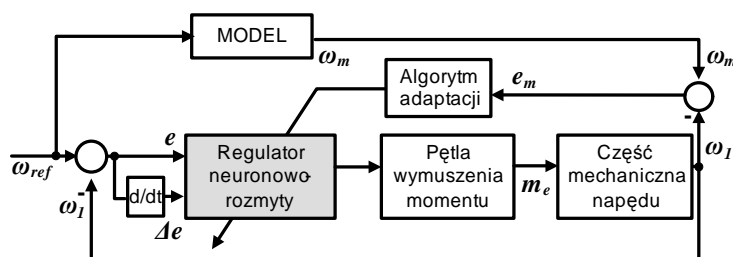 MODEL
ω_m
ω_m
Algorytm
adaptacji
e_m
-
ω_ref
e
Regulator
neuronowo-
rozmyty
Pętla
wymuszenia
momentu
m_e
Część
mechaniczna
napędu
ω_1
-
ω_1
d/dt
Δe